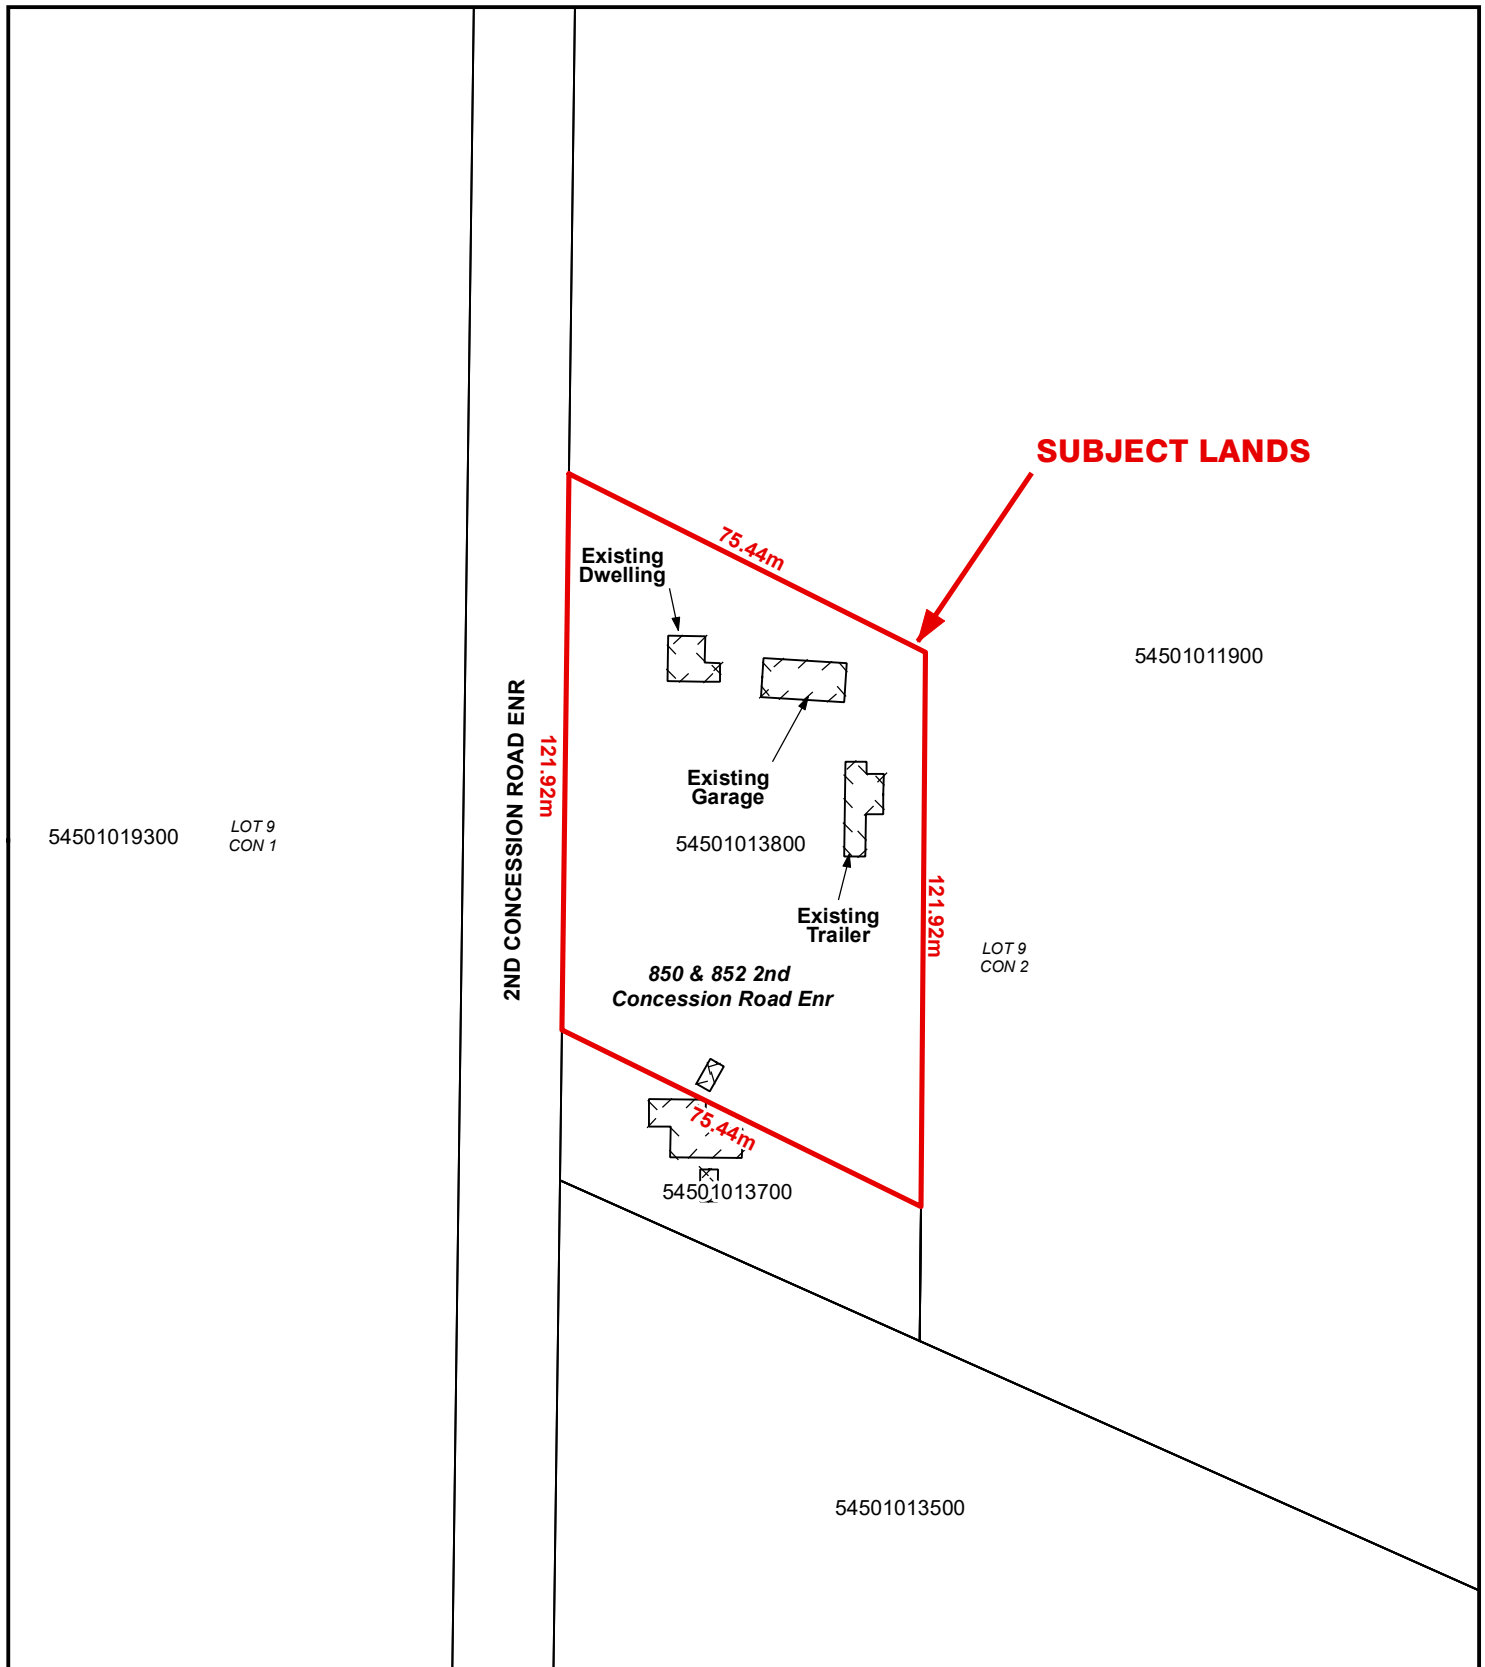 SUBJECT LANDS
75.44m
Existing
Dwelling
54501011900
2ND CONCESSION ROAD ENR
121.92m
Existing
Garage
54501019300
LOT 9
CON 1
54501013800
121.92m
Existing
Trailer
LOT 9
CON 2
850 & 852 2nd
Concession Road Enr
75.44m
54501013700
54501013500